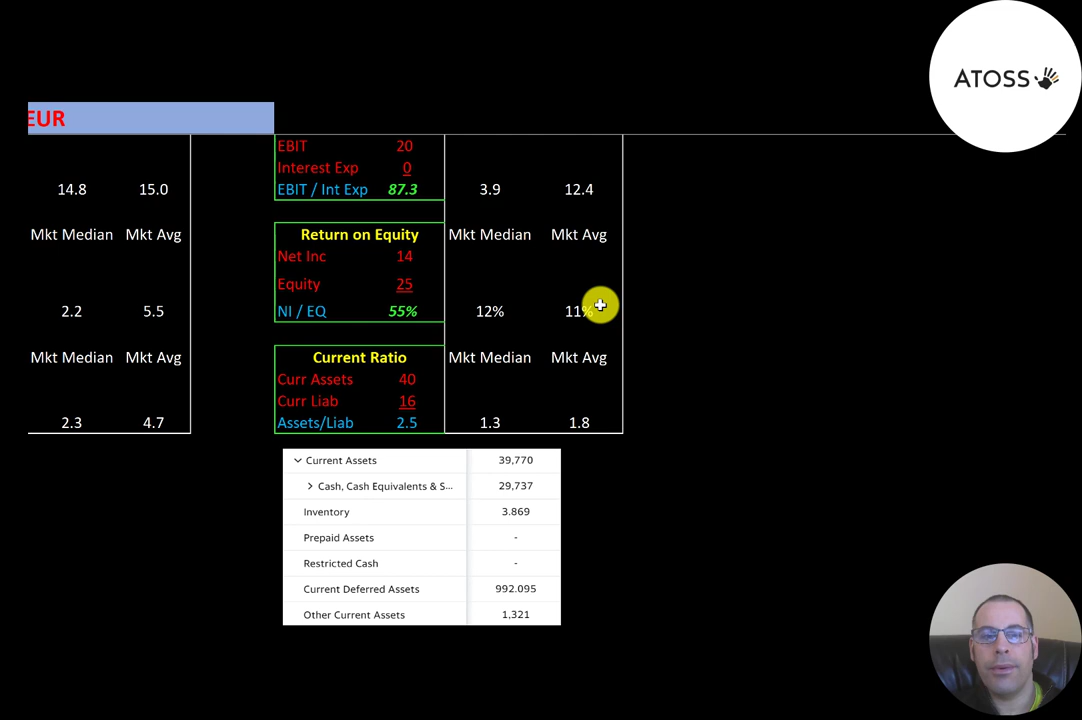 ATOSS
EUR
EBIT 20
Interest Exp 0
14.8 15.0 EBIT / Int Exp 87.3 3.9 12.4
Mkt Median Mkt Avg Return on Equity Mkt Median Mkt Avg
Net Inc 14
Equity 25
2.2 5.5 NI / EQ 55% 12% 11%
Mkt Median Mkt Avg Current Ratio Mkt Median Mkt Avg
Curr Assets 40
Curr Liab 16
2.3 4.7 Assets/Liab 2.5 1.3 1.8
Current Assets 39,770
Cash, Cash Equivalents & S... 29,737
Inventory 3.869
Prepaid Assets -
Restricted Cash -
Current Deferred Assets 992.095
Other Current Assets 1,321